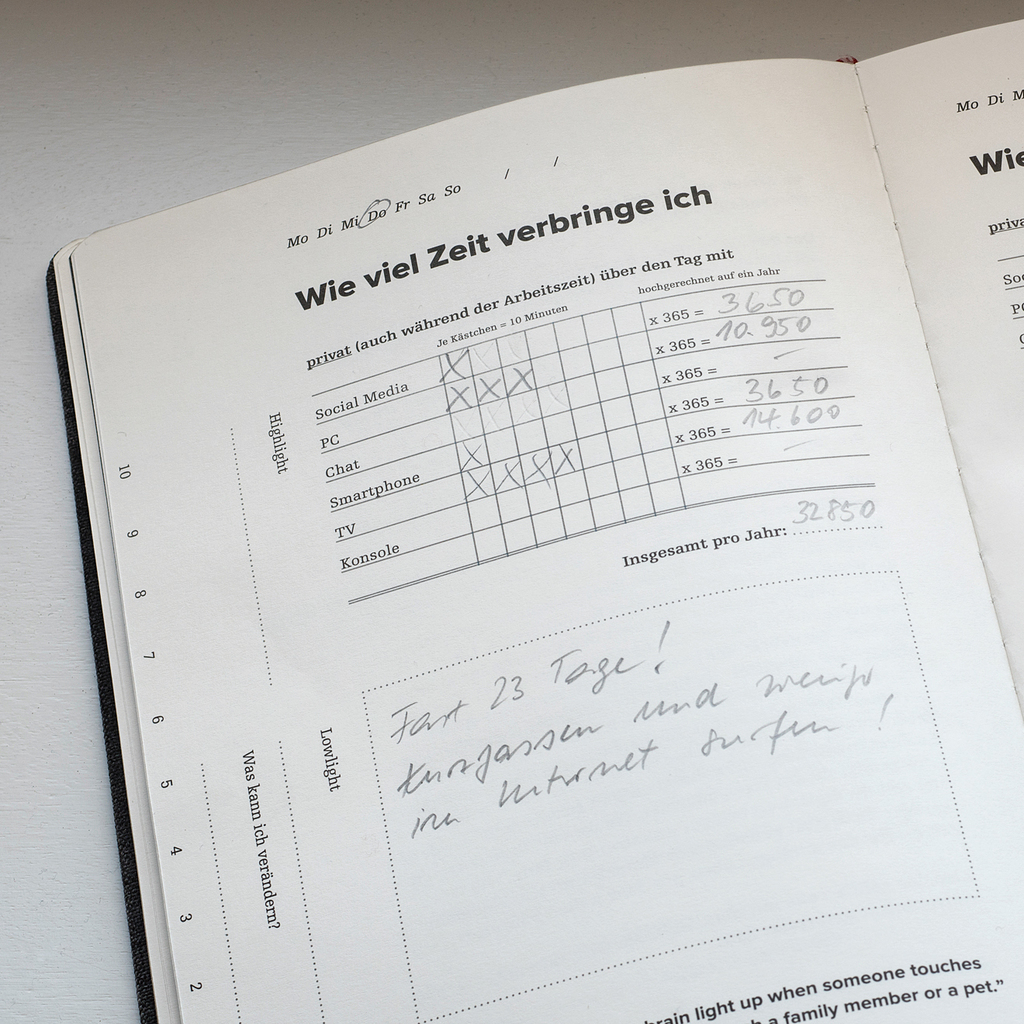 Mo Di Mi Do Fr Sa So / /
Wie viel Zeit verbringe ich
privat (auch während der Arbeitszeit) über den Tag mit
Je Kästchen = 10 Minuten hochgerechnet auf ein Jahr
Social Media X x 365 = 3650
PC X X X x 365 = 10.950
Chat x 365 = –
Smartphone X x 365 = 3650
TV X X X X x 365 = 14.600
Konsole x 365 = –
Insgesamt pro Jahr: 32850
Fast 23 Tage!
kurzfassen und weniger
im Internet surfen!
Highlight
Lowlight
Was kann ich verändern?
10
9
8
7
6
5
4
3
2
brain light up when someone touches
a family member or a pet.”
Mo Di M
Wie
priva
Soc
PC